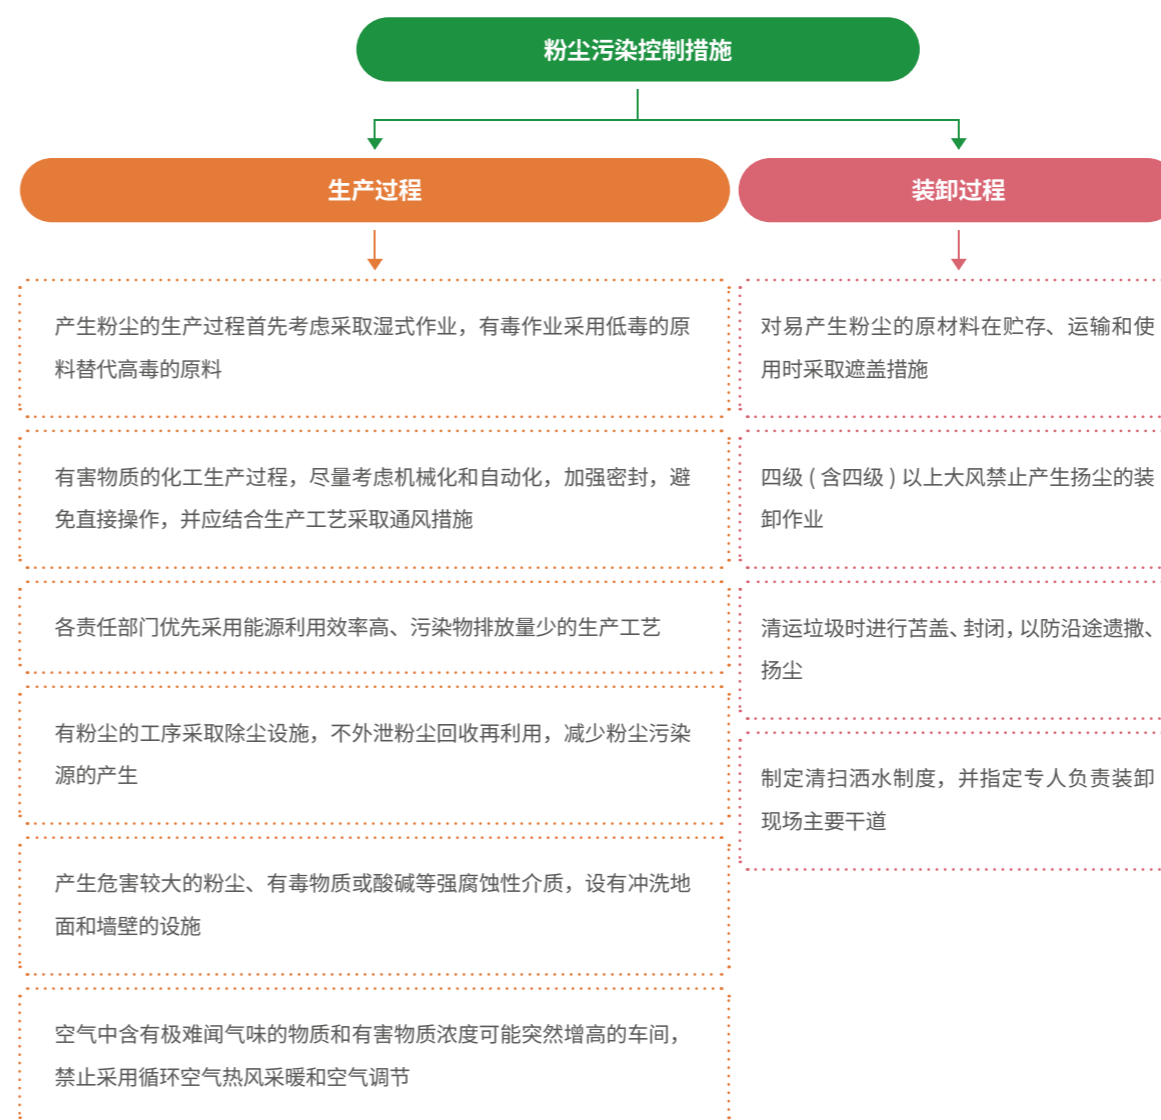 粉尘污染控制措施
生产过程
产生粉尘的生产过程首先考虑采取湿式作业，有毒作业采用低毒的原
料替代高毒的原料
有害物质的化工生产过程，尽量考虑机械化和自动化，加强密封，避
免直接操作，并应结合生产工艺采取通风措施
各责任部门优先采用能源利用效率高、污染物排放量少的生产工艺
有粉尘的工序采取除尘设施，不外泄粉尘回收再利用，减少粉尘污染
源的产生
产生危害较大的粉尘、有毒物质或酸碱等强腐蚀性介质，设有冲洗地
面和墙壁的设施
空气中含有极难闻气味的物质和有害物质浓度可能突然增高的车间，
禁止采用循环空气热风采暖和空气调节
装卸过程
对易产生粉尘的原材料在贮存、运输和使
用时采取遮盖措施
四级 ( 含四级 ) 以上大风禁止产生扬尘的装
卸作业
清运垃圾时进行苫盖、封闭，以防沿途遗撒、
扬尘
制定清扫洒水制度，并指定专人负责装卸
现场主要干道